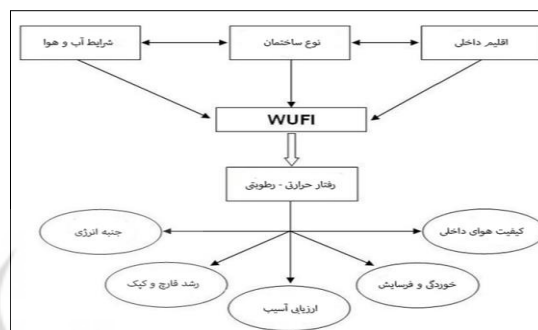 اقلیم داخلی
نوع ساختمان
شرایط آب و هوا
WUFI
رفتار حرارتی - رطوبتی
کیفیت هوای داخلی
جنبه انرژی
خوردگی و فرسایش
رشد قارچ و کپک
ارزیابی آسیب